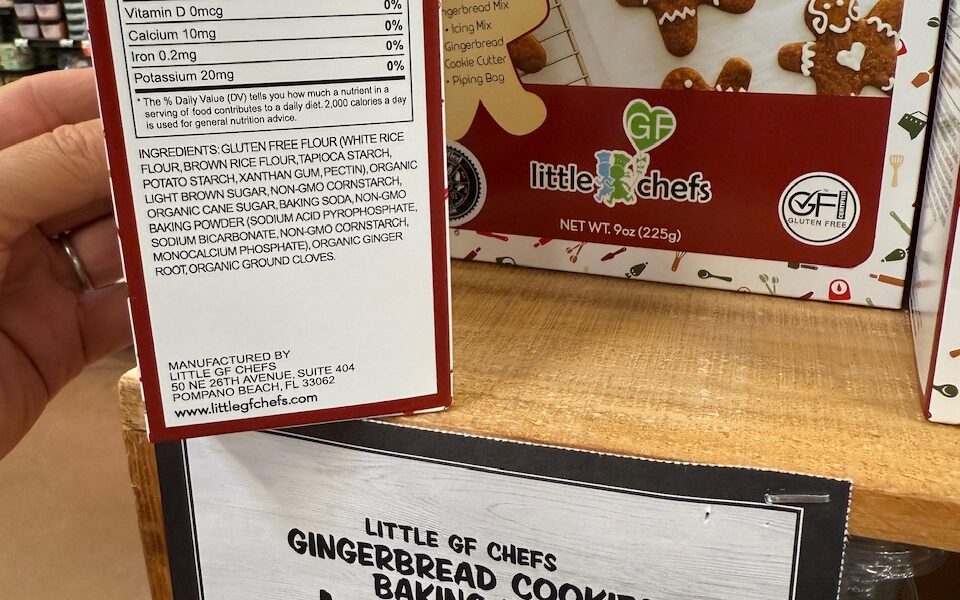 Vitamin D 0mcg 0%
Calcium 10mg 0%
Iron 0.2mg 0%
Potassium 20mg 0%
* The % Daily Value (DV) tells you how much a nutrient in a
serving of food contributes to a daily diet. 2,000 calories a day
is used for general nutrition advice.
INGREDIENTS: GLUTEN FREE FLOUR (WHITE RICE
FLOUR, BROWN RICE FLOUR, TAPIOCA STARCH,
POTATO STARCH, XANTHAN GUM, PECTIN), ORGANIC
LIGHT BROWN SUGAR, NON-GMO CORNSTARCH,
ORGANIC CANE SUGAR, BAKING SODA, NON-GMO
BAKING POWDER (SODIUM ACID PYROPHOSPHATE,
SODIUM BICARBONATE, NON-GMO CORNSTARCH,
MONOCALCIUM PHOSPHATE), ORGANIC GINGER
ROOT, ORGANIC GROUND CLOVES.
MANUFACTURED BY
LITTLE GF CHEFS
50 NE 26TH AVENUE, SUITE 404
POMPANO BEACH, FL 33062
www.littlegfchefs.com
ngerbread Mix
• Icing Mix
Gingerbread
Cookie Cutter
• Piping Bag
GF
little chefs
NET WT. 9oz (225g)
GF CERTIFIED
GLUTEN FREE
LITTLE GF CHEFS
GINGERBREAD COOKIE
BAKING